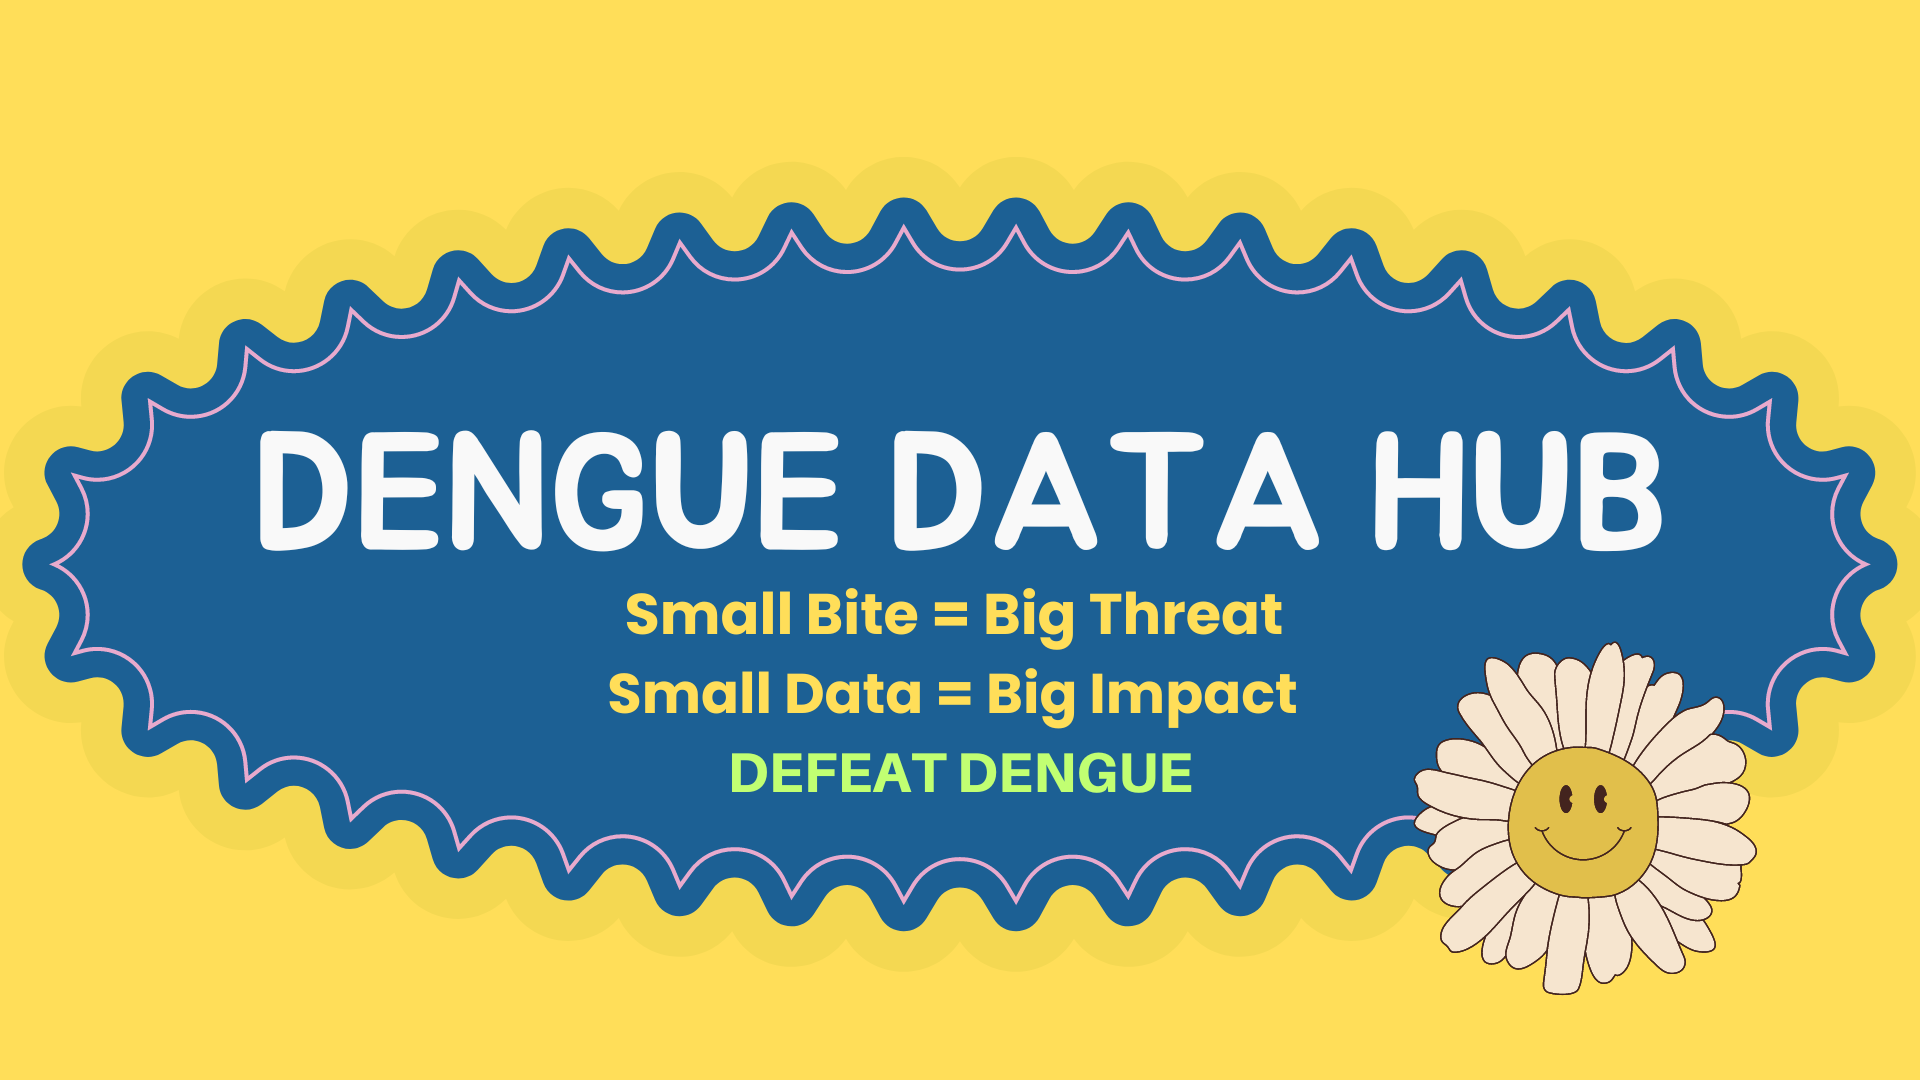 DENGUE DATA HUB
Small Bite = Big Threat
Small Data = Big Impact
DEFEAT DENGUE